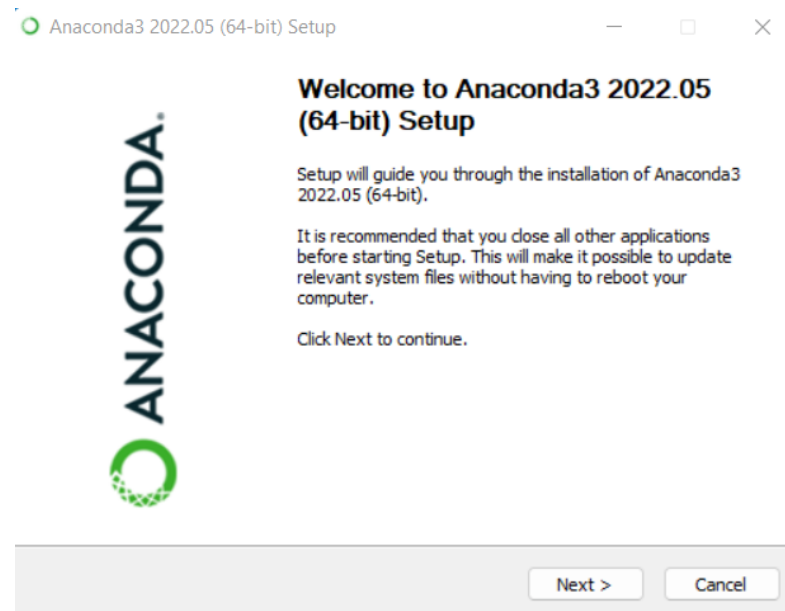 Anaconda3 2022.05 (64-bit) Setup
ANACONDA.
Welcome to Anaconda3 2022.05
(64-bit) Setup
Setup will guide you through the installation of Anaconda3
2022.05 (64-bit).
It is recommended that you close all other applications
before starting Setup. This will make it possible to update
relevant system files without having to reboot your
computer.
Click Next to continue.
Next >
Cancel